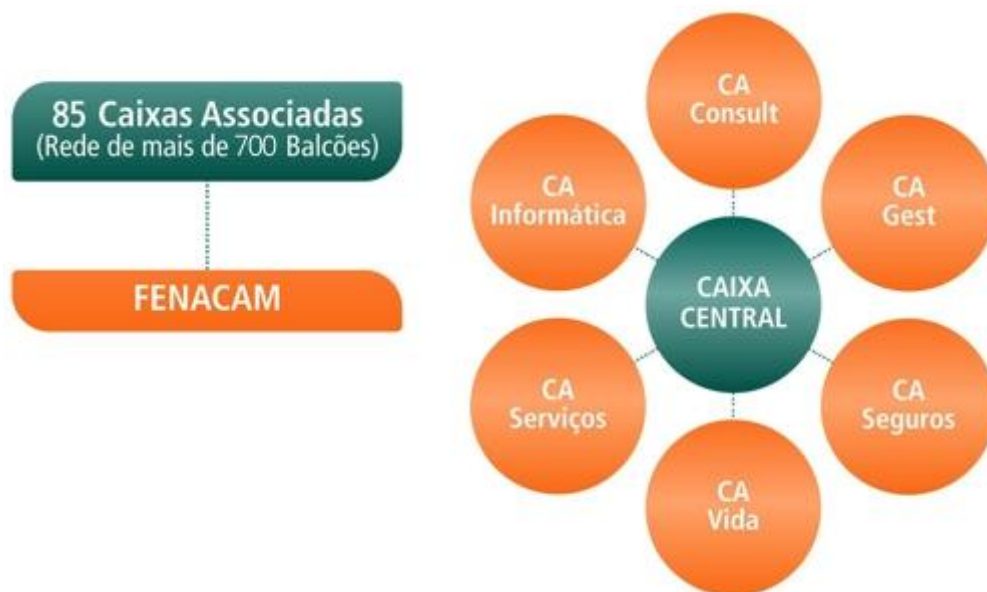 85 Caixas Associadas
(Rede de mais de 700 Balcões)
FENACAM
CA
Consult
CA
Informática
CA
Gest
CAIXA
CENTRAL
CA
Serviços
CA
Seguros
CA
Vida